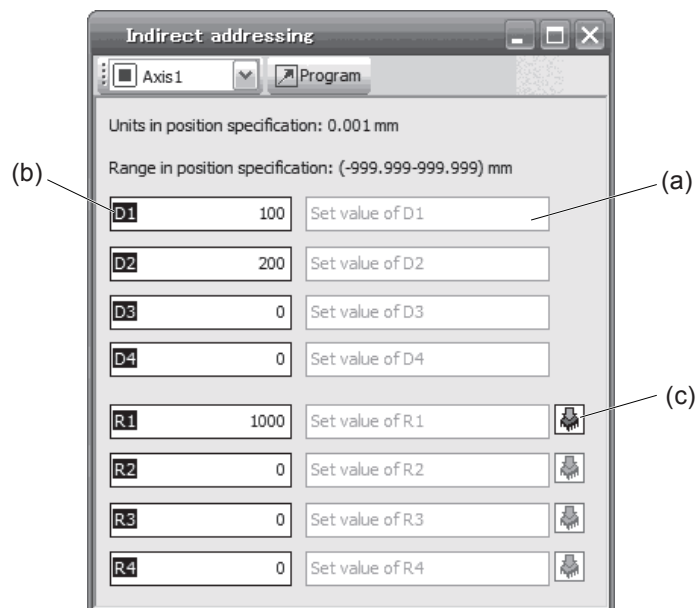 Indirect addressing
Axis1 Program
Units in position specification: 0.001 mm
Range in position specification: (-999.999-999.999) mm
(b)
(a)
D1 100 Set value of D1
D2 200 Set value of D2
D3 0 Set value of D3
D4 0 Set value of D4
(c)
R1 1000 Set value of R1
R2 0 Set value of R2
R3 0 Set value of R3
R4 0 Set value of R4